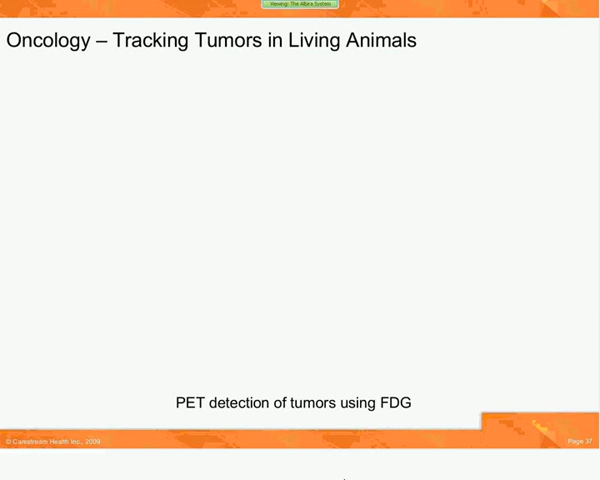 Viewing: The Albira System
Oncology – Tracking Tumors in Living Animals
PET detection of tumors using FDG
© Carestream Health Inc., 2009
Page 37